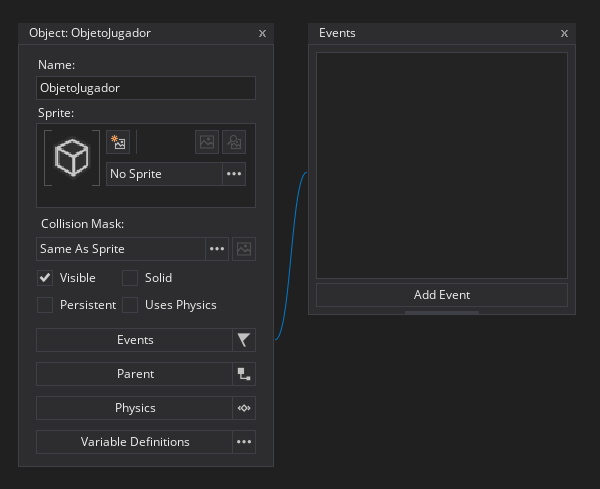 Object: ObjetoJugador x
Name:
ObjetoJugador
Sprite:
No Sprite
Collision Mask:
Same As Sprite
Visible Solid
Persistent Uses Physics
Events
Parent
Physics
Variable Definitions
Events x
Add Event